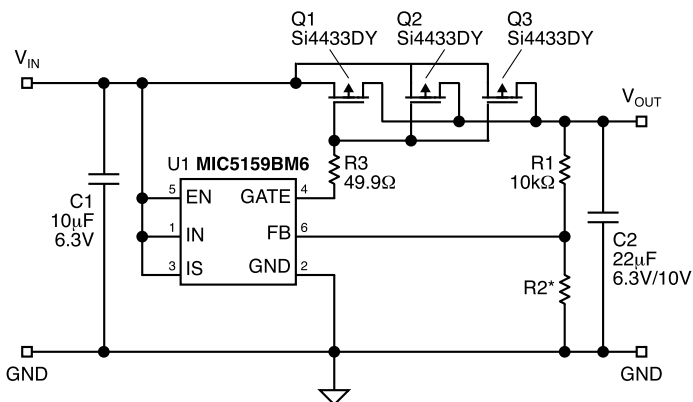 Q1
Si4433DY
Q2
Si4433DY
Q3
Si4433DY
VIN
VOUT
U1 MIC5159BM6
R3
49.9Ω
R1
10kΩ
C1
10μF
6.3V
5
EN
GATE
4
1
IN
FB
6
3
IS
GND
2
R2*
C2
22μF
6.3V/10V
GND
GND